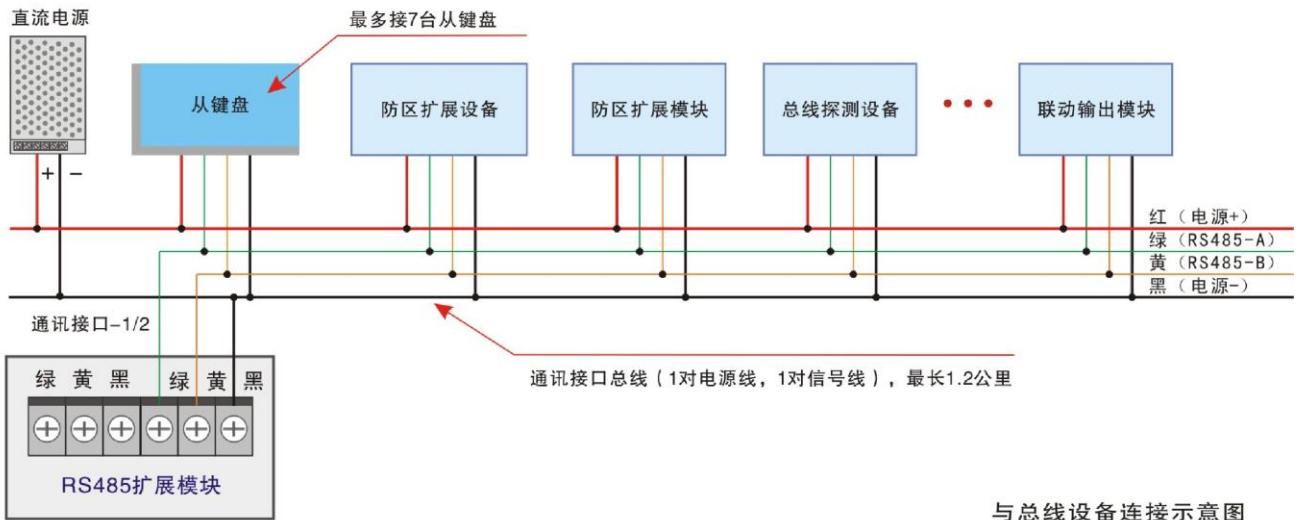 直流电源
最多接7台从键盘
从键盘
防区扩展设备
防区扩展模块
总线探测设备
联动输出模块
+ -
红（电源+）
绿（RS485-A）
黄（RS485-B）
黑（电源-）
通讯接口-1/2
通讯接口总线（1对电源线，1对信号线），最长1.2公里
绿 黄 黑 绿 黄 黑
RS485扩展模块
与总线设备连接示意图